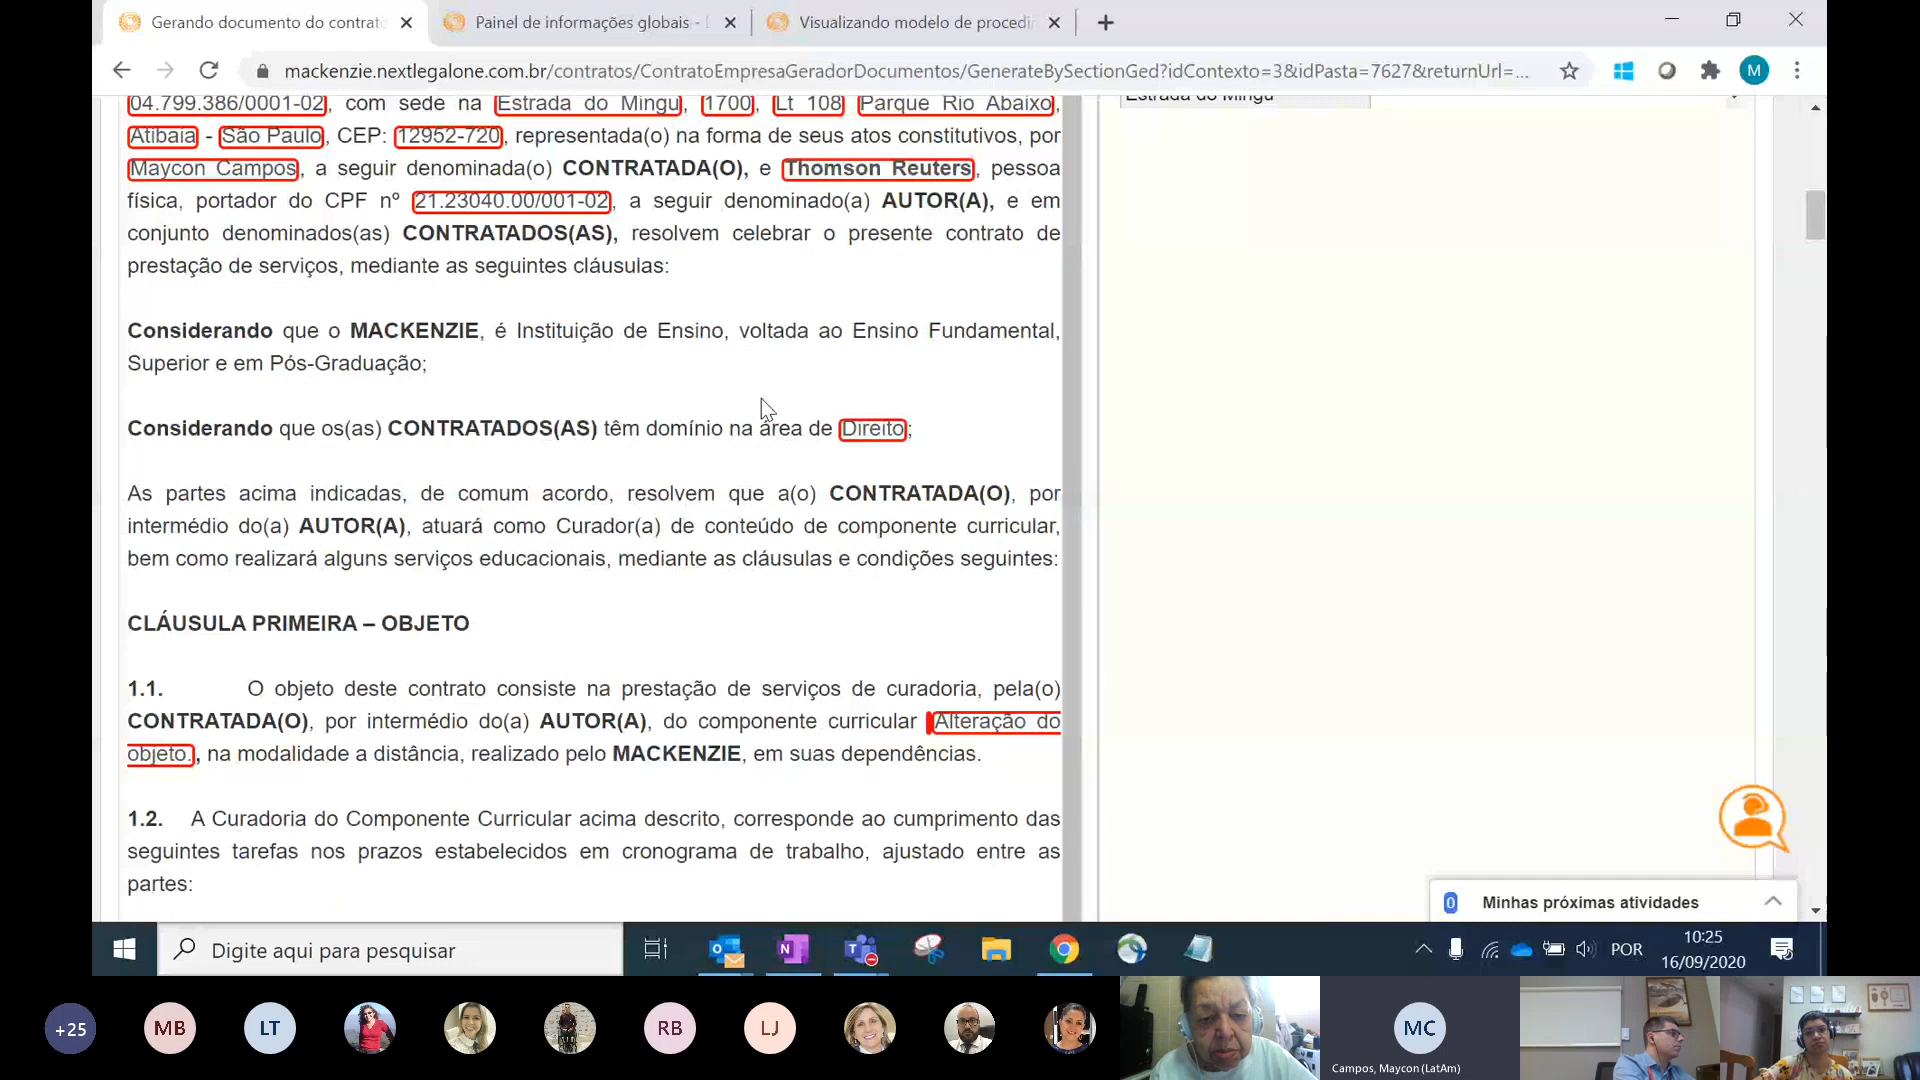 Gerando documento do contrat
Painel de informações globais -
Visualizando modelo de procedi
mackenzie.nextlegalone.com.br/contratos/ContratoEmpresaGeradorDocumentos/GenerateBySectionGed?idContexto=3&idPasta=7627&returnUrl=...
M
04.799.386/0001-02, com sede na Estrada do Mingu, 1700, Lt 108 Parque Rio Abaixo,
Atibaia - São Paulo, CEP: 12952-720, representada(o) na forma de seus atos constitutivos, por
Maycon Campos, a seguir denominada(o) CONTRATADA(O), e Thomson Reuters, pessoa
física, portador do CPF nº 21.23040.00/001-02, a seguir denominado(a) AUTOR(A), e em
conjunto denominados(as) CONTRATADOS(AS), resolvem celebrar o presente contrato de
prestação de serviços, mediante as seguintes cláusulas:
Considerando que o MACKENZIE, é Instituição de Ensino, voltada ao Ensino Fundamental,
Superior e em Pós-Graduação;
Considerando que os(as) CONTRATADOS(AS) têm domínio na área de Direito;
As partes acima indicadas, de comum acordo, resolvem que a(o) CONTRATADA(O), por
intermédio do(a) AUTOR(A), atuará como Curador(a) de conteúdo de componente curricular,
bem como realizará alguns serviços educacionais, mediante as cláusulas e condições seguintes:
CLÁUSULA PRIMEIRA – OBJETO
1.1. O objeto deste contrato consiste na prestação de serviços de curadoria, pela(o)
CONTRATADA(O), por intermédio do(a) AUTOR(A), do componente curricular Alteração do
objeto., na modalidade a distância, realizado pelo MACKENZIE, em suas dependências.
1.2. A Curadoria do Componente Curricular acima descrito, corresponde ao cumprimento das
seguintes tarefas nos prazos estabelecidos em cronograma de trabalho, ajustado entre as
partes:
Estrada do Mingu
0 Minhas próximas atividades
Digite aqui para pesquisar
POR
10:25
16/09/2020
+25
MB
LT
RB
LJ
MC
Campos, Maycon (LatAm)